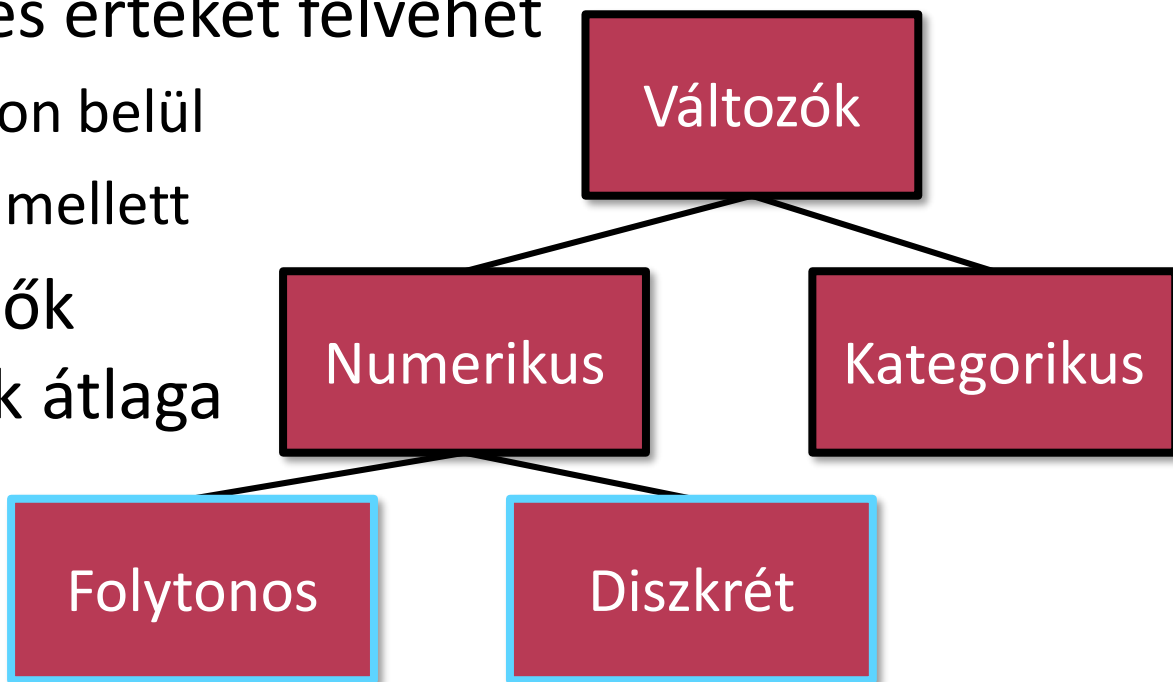 es értéket felvehet
on belül
mellett
ők
k átlaga
Változók
Numerikus
Kategorikus
Folytonos
Diszkrét